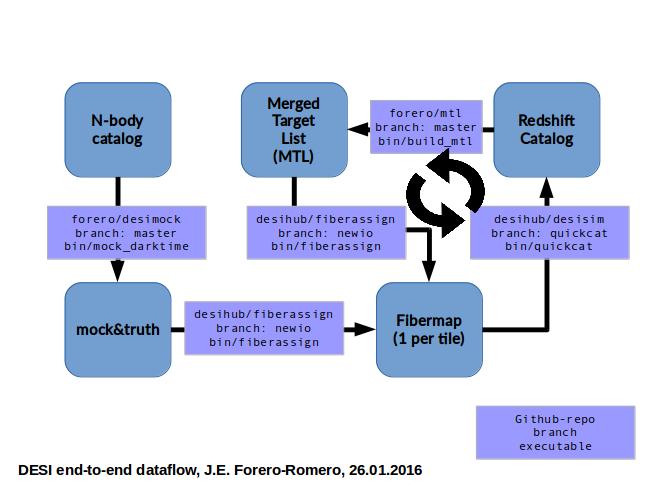 N-body
catalog
Merged
Target
List
(MTL)
forero/mtl
branch: master
bin/build_mtl
Redshift
Catalog
forero/desimock
branch: master
bin/mock_darktime
desihub/fiberassign
branch: newio
bin/fiberassign
desihub/desisim
branch: quickcat
bin/quickcat
mock&truth
desihub/fiberassign
branch: newio
bin/fiberassign
Fibermap
(1 per tile)
Github-repo
branch
executable
DESI end-to-end dataflow, J.E. Forero-Romero, 26.01.2016